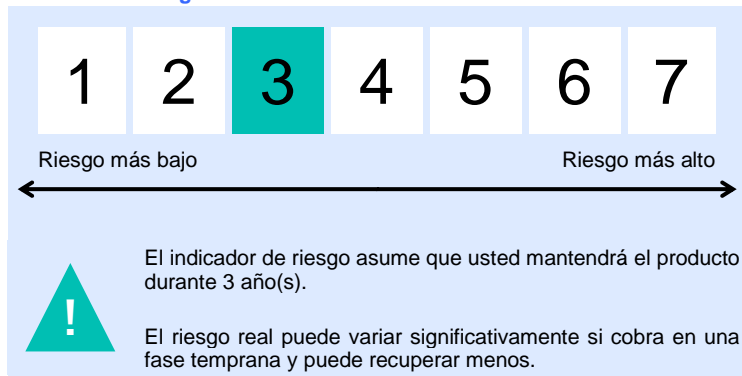 1 2 3 4 5 6 7
Riesgo más bajo Riesgo más alto
El indicador de riesgo asume que usted mantendrá el producto
durante 3 año(s).
!
El riesgo real puede variar significativamente si cobra en una
fase temprana y puede recuperar menos.